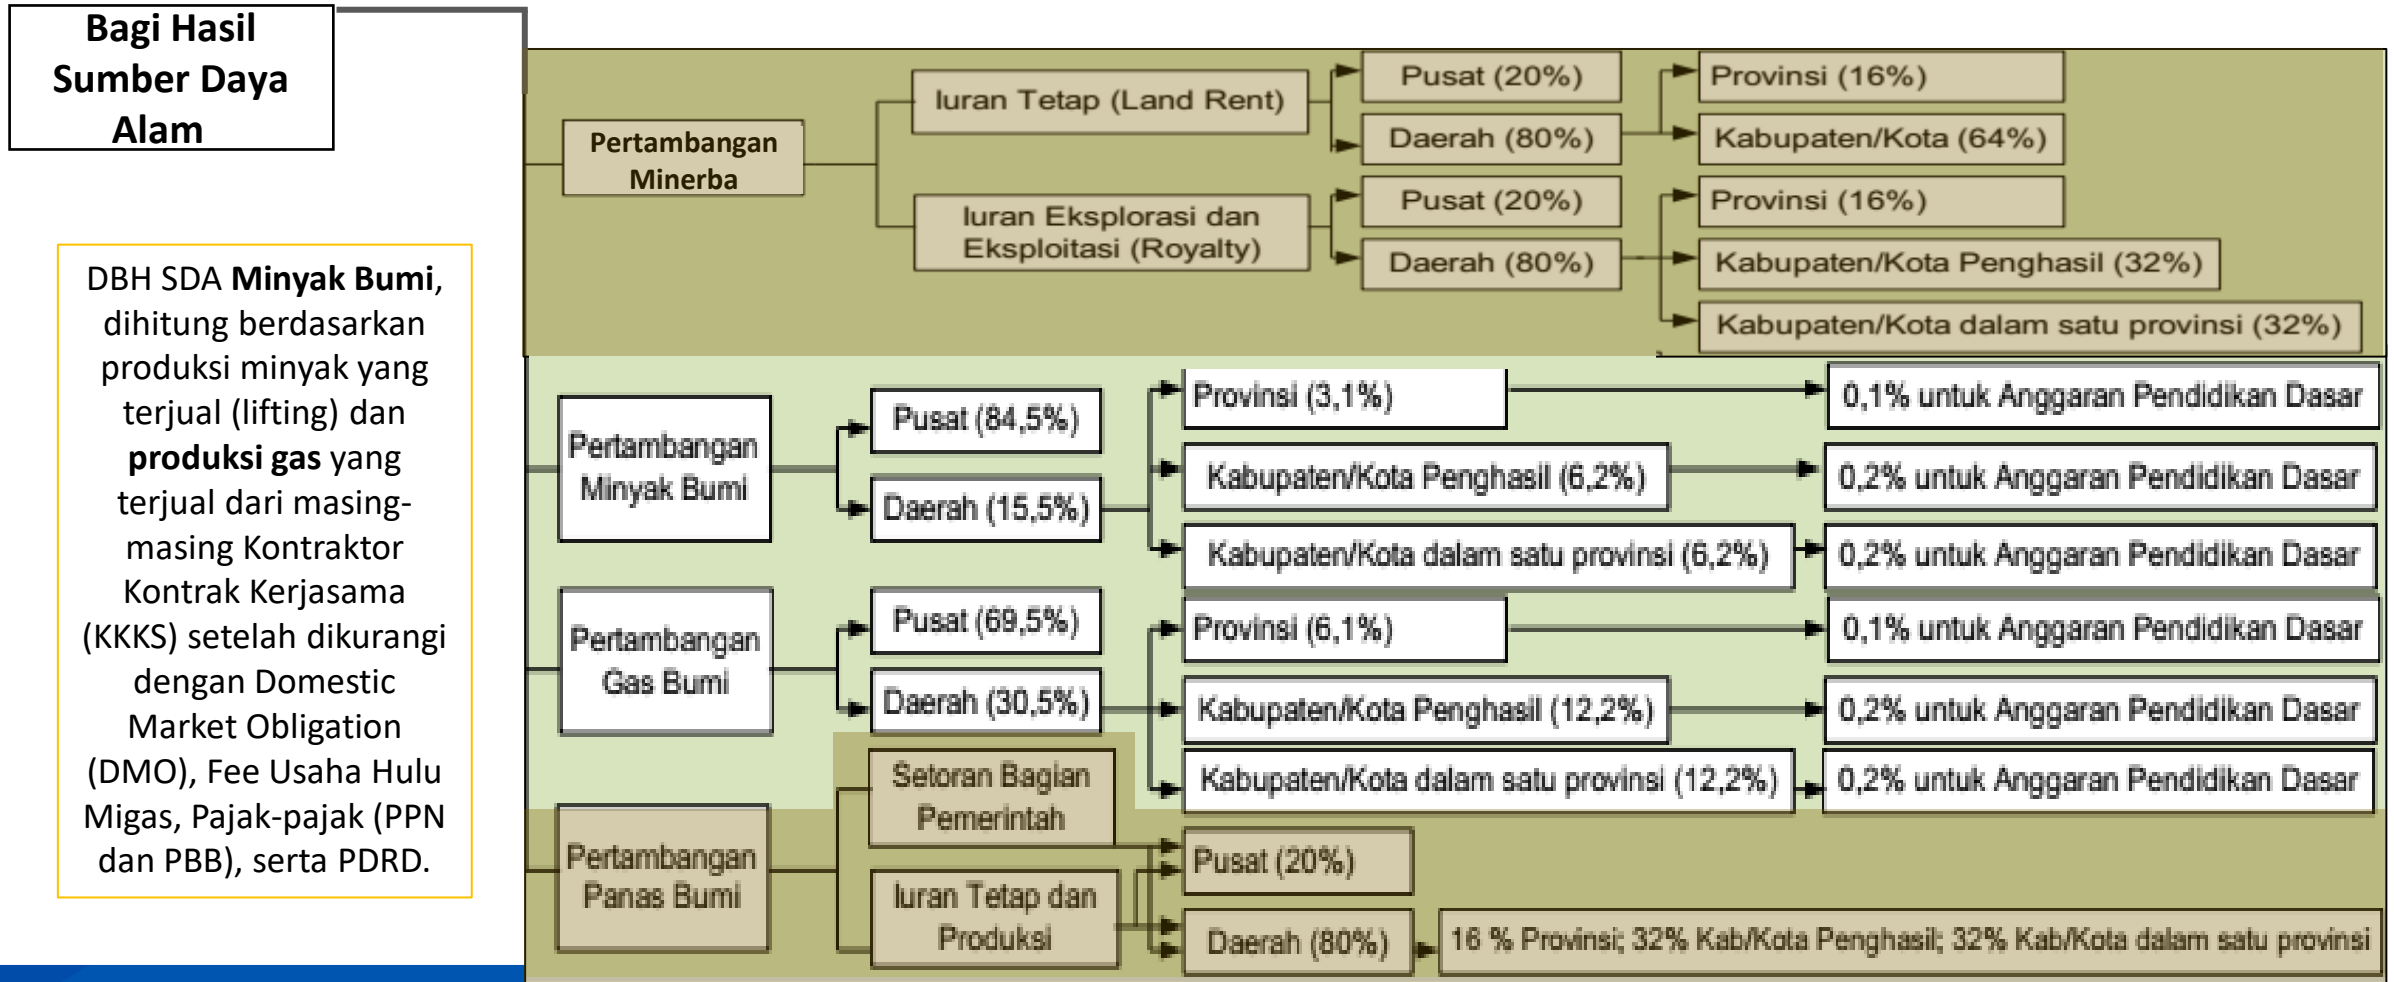 Bagi Hasil
Sumber Daya
Alam
DBH SDA Minyak Bumi,
dihitung berdasarkan
produksi minyak yang
terjual (lifting) dan
produksi gas yang
terjual dari masing-
masing Kontraktor
Kontrak Kerjasama
(KKKS) setelah dikurangi
dengan Domestic
Market Obligation
(DMO), Fee Usaha Hulu
Migas, Pajak-pajak (PPN
dan PBB), serta PDRD.
Pertambangan
Minerba
Iuran Tetap (Land Rent)
Pusat (20%)
Daerah (80%)
Provinsi (16%)
Kabupaten/Kota (64%)
Iuran Eksplorasi dan
Eksploitasi (Royalty)
Pusat (20%)
Daerah (80%)
Provinsi (16%)
Kabupaten/Kota Penghasil (32%)
Kabupaten/Kota dalam satu provinsi (32%)
Pertambangan
Minyak Bumi
Pusat (84,5%)
Daerah (15,5%)
Provinsi (3,1%)
0,1% untuk Anggaran Pendidikan Dasar
Kabupaten/Kota Penghasil (6,2%)
0,2% untuk Anggaran Pendidikan Dasar
Kabupaten/Kota dalam satu provinsi (6,2%)
0,2% untuk Anggaran Pendidikan Dasar
Pertambangan
Gas Bumi
Pusat (69,5%)
Daerah (30,5%)
Provinsi (6,1%)
0,1% untuk Anggaran Pendidikan Dasar
Kabupaten/Kota Penghasil (12,2%)
0,2% untuk Anggaran Pendidikan Dasar
Kabupaten/Kota dalam satu provinsi (12,2%)
0,2% untuk Anggaran Pendidikan Dasar
Pertambangan
Panas Bumi
Setoran Bagian
Pemerintah
Iuran Tetap dan
Produksi
Pusat (20%)
Daerah (80%)
16 % Provinsi; 32% Kab/Kota Penghasil; 32% Kab/Kota dalam satu provinsi